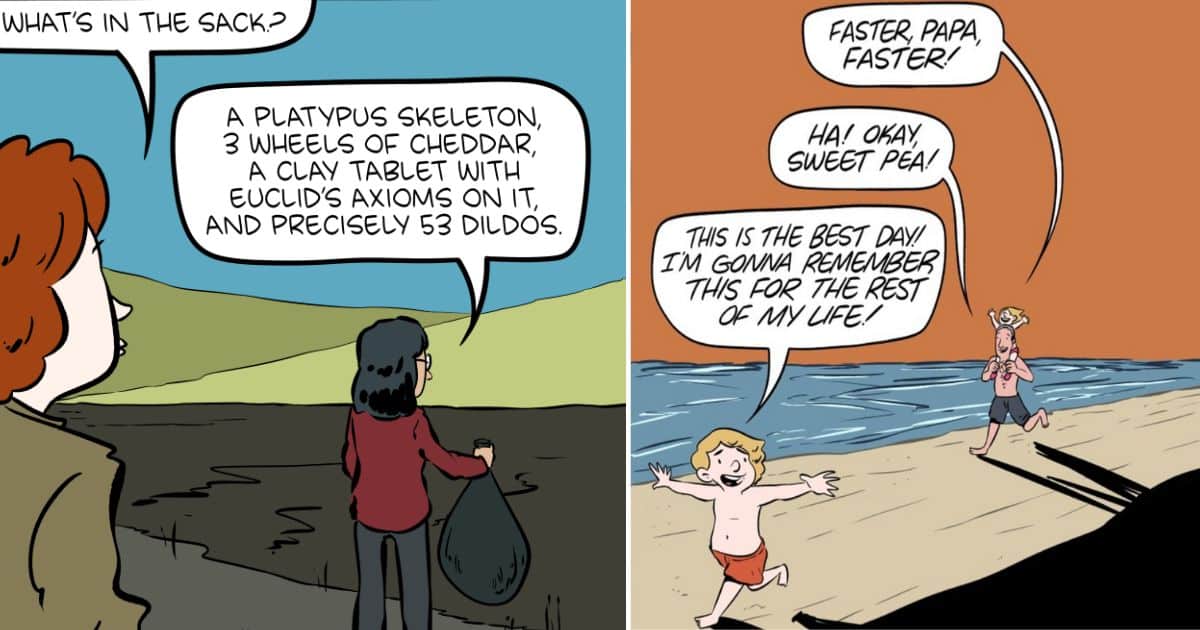 WHAT'S IN THE SACK?
A PLATYPUS SKELETON,
3 WHEELS OF CHEDDAR,
A CLAY TABLET WITH
EUCLID'S AXIOMS ON IT,
AND PRECISELY 53 DILDOS.
FASTER, PAPA,
FASTER!
HA! OKAY,
SWEET PEA!
THIS IS THE BEST DAY!
I'M GONNA REMEMBER
THIS FOR THE REST
OF MY LIFE!